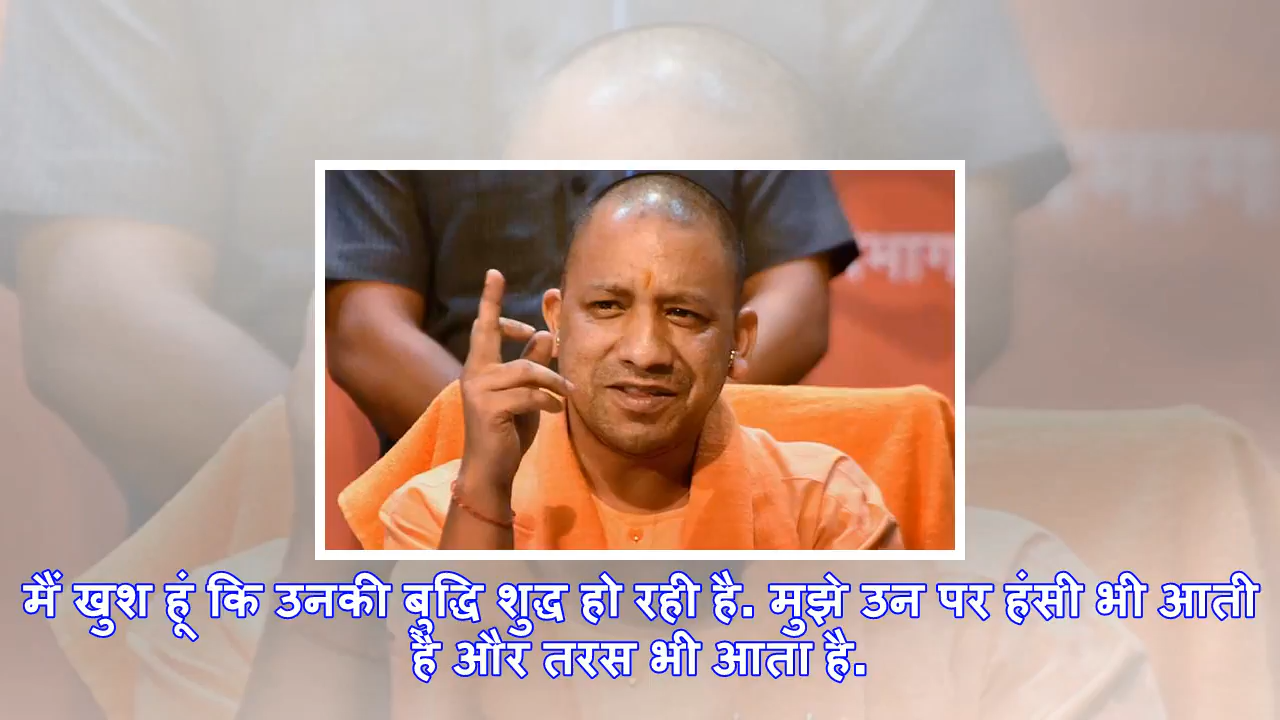 मैं खुश हूं कि उनकी बुद्धि शुद्ध हो रही है. मुझे उन पर हंसी भी आती
है और तरस भी आता है.